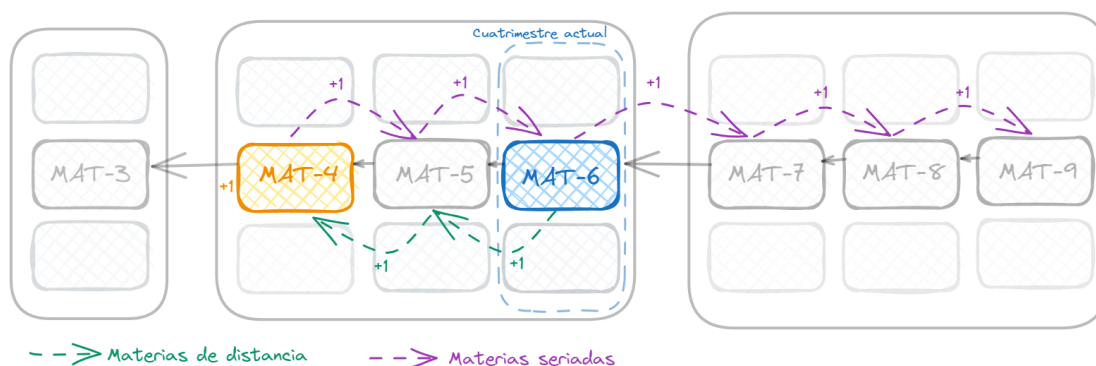 Cuatrimestre actual
+1
+1
+1
+1
+1
MAT-3
MAT-4
MAT-5
MAT-6
MAT-7
MAT-8
MAT-9
+1
+1
+1
Materias de distancia
Materias seriadas